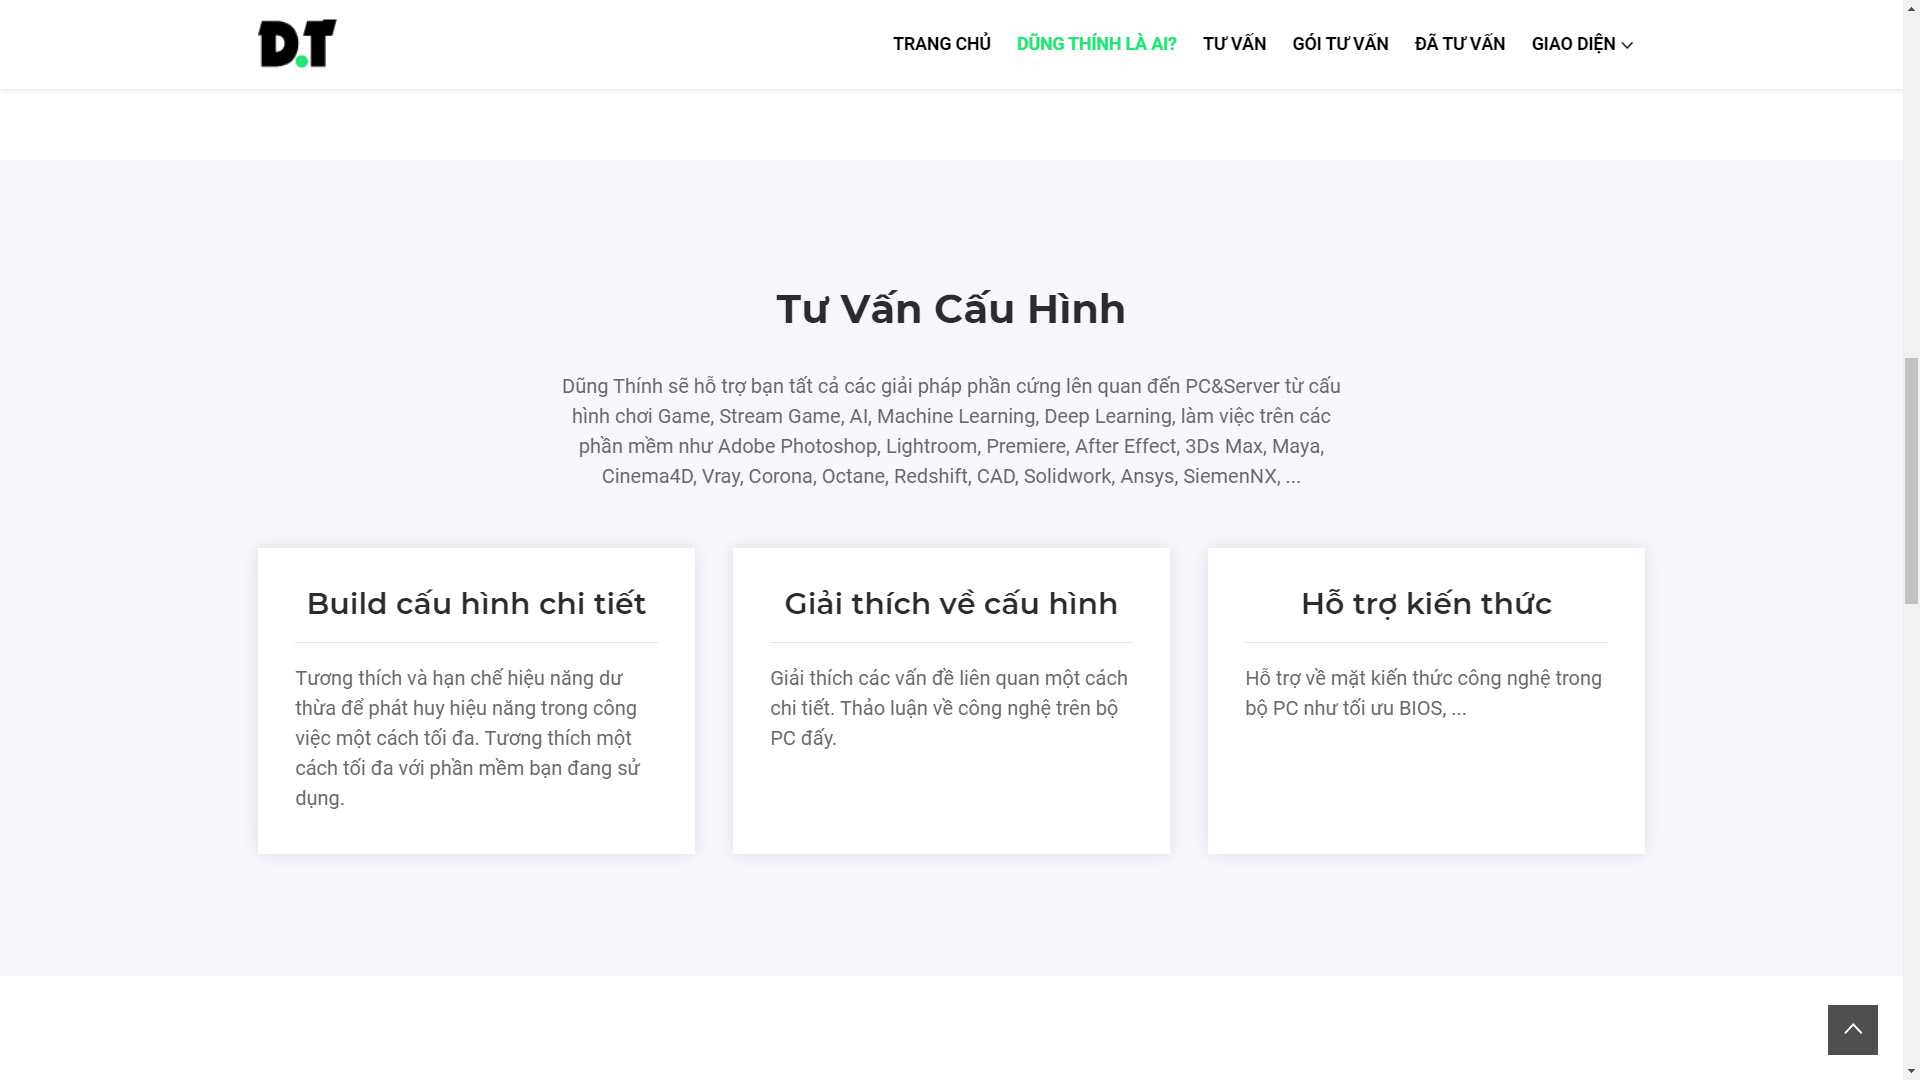 D.T
TRANG CHỦ
DŨNG THÍNH LÀ AI?
TƯ VẤN
GÓI TƯ VẤN
ĐÃ TƯ VẤN
GIAO DIỆN
Tư Vấn Cấu Hình
Dũng Thính sẽ hỗ trợ bạn tất cả các giải pháp phần cứng lên quan đến PC&Server từ cấu
hình chơi Game, Stream Game, AI, Machine Learning, Deep Learning, làm việc trên các
phần mềm như Adobe Photoshop, Lightroom, Premiere, After Effect, 3Ds Max, Maya,
Cinema4D, Vray, Corona, Octane, Redshift, CAD, Solidwork, Ansys, SiemenNX, ...
Build cấu hình chi tiết
Tương thích và hạn chế hiệu năng dư
thừa để phát huy hiệu năng trong công
việc một cách tối đa. Tương thích một
cách tối đa với phần mềm bạn đang sử
dụng.
Giải thích về cấu hình
Giải thích các vấn đề liên quan một cách
chi tiết. Thảo luận về công nghệ trên bộ
PC đấy.
Hỗ trợ kiến thức
Hỗ trợ về mặt kiến thức công nghệ trong
bộ PC như tối ưu BIOS, ...